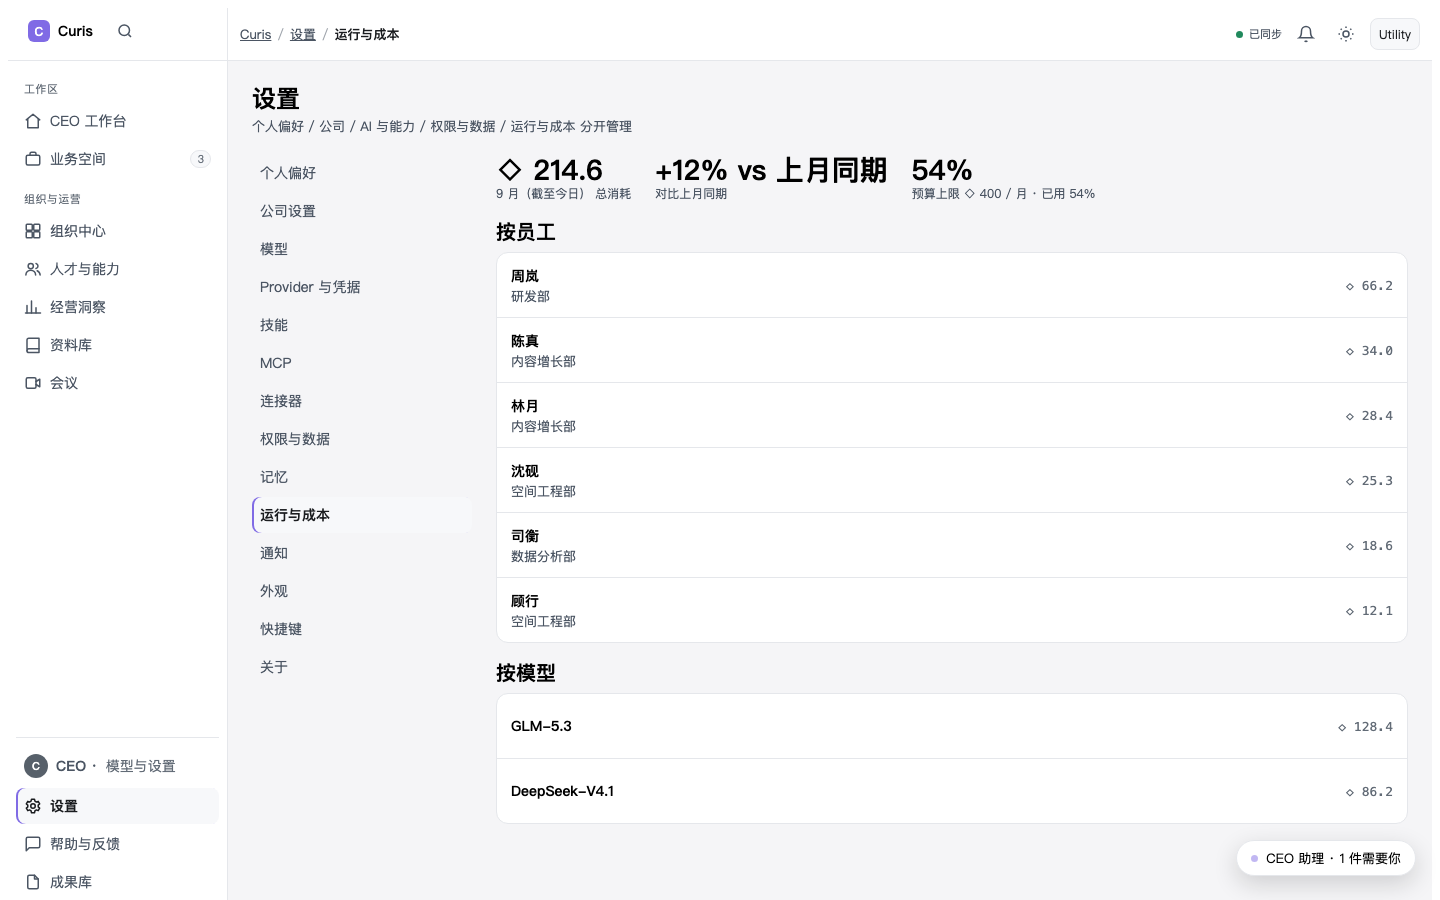 C Curis
工作区
CEO 工作台
业务空间 3
组织与运营
组织中心
人才与能力
经营洞察
资料库
会议
C CEO · 模型与设置
设置
帮助与反馈
成果库
Curis / 设置 / 运行与成本
已同步
Utility
设置
个人偏好 / 公司 / AI 与能力 / 权限与数据 / 运行与成本 分开管理
个人偏好
公司设置
模型
Provider 与凭据
技能
MCP
连接器
权限与数据
记忆
运行与成本
通知
外观
快捷键
关于
◇ 214.6
9 月（截至今日） 总消耗
+12% vs 上月同期
对比上月同期
54%
预算上限 ◇ 400 / 月 · 已用 54%
按员工
周岚
研发部
◇ 66.2
陈真
内容增长部
◇ 34.0
林月
内容增长部
◇ 28.4
沈砚
空间工程部
◇ 25.3
司衡
数据分析部
◇ 18.6
顾行
空间工程部
◇ 12.1
按模型
GLM-5.3
◇ 128.4
DeepSeek-V4.1
◇ 86.2
CEO 助理 · 1 件需要你